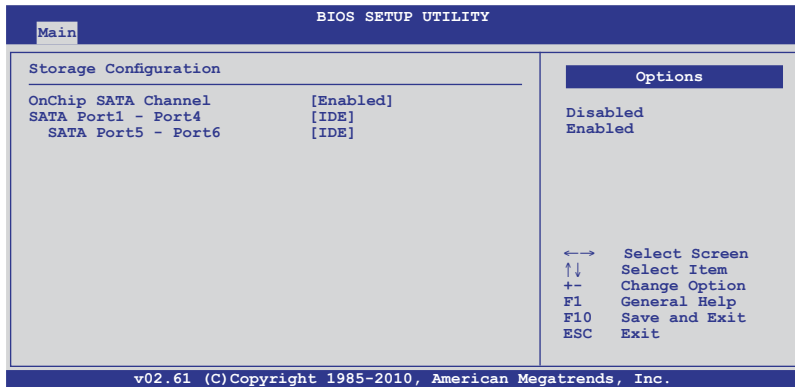 BIOS SETUP UTILITY
Main
Storage Configuration
OnChip SATA Channel [Enabled]
SATA Port1 - Port4 [IDE]
SATA Port5 - Port6 [IDE]
Options
Disabled
Enabled
←→ Select Screen
↑↓ Select Item
+- Change Option
F1 General Help
F10 Save and Exit
ESC Exit
v02.61 (C)Copyright 1985-2010, American Megatrends, Inc.